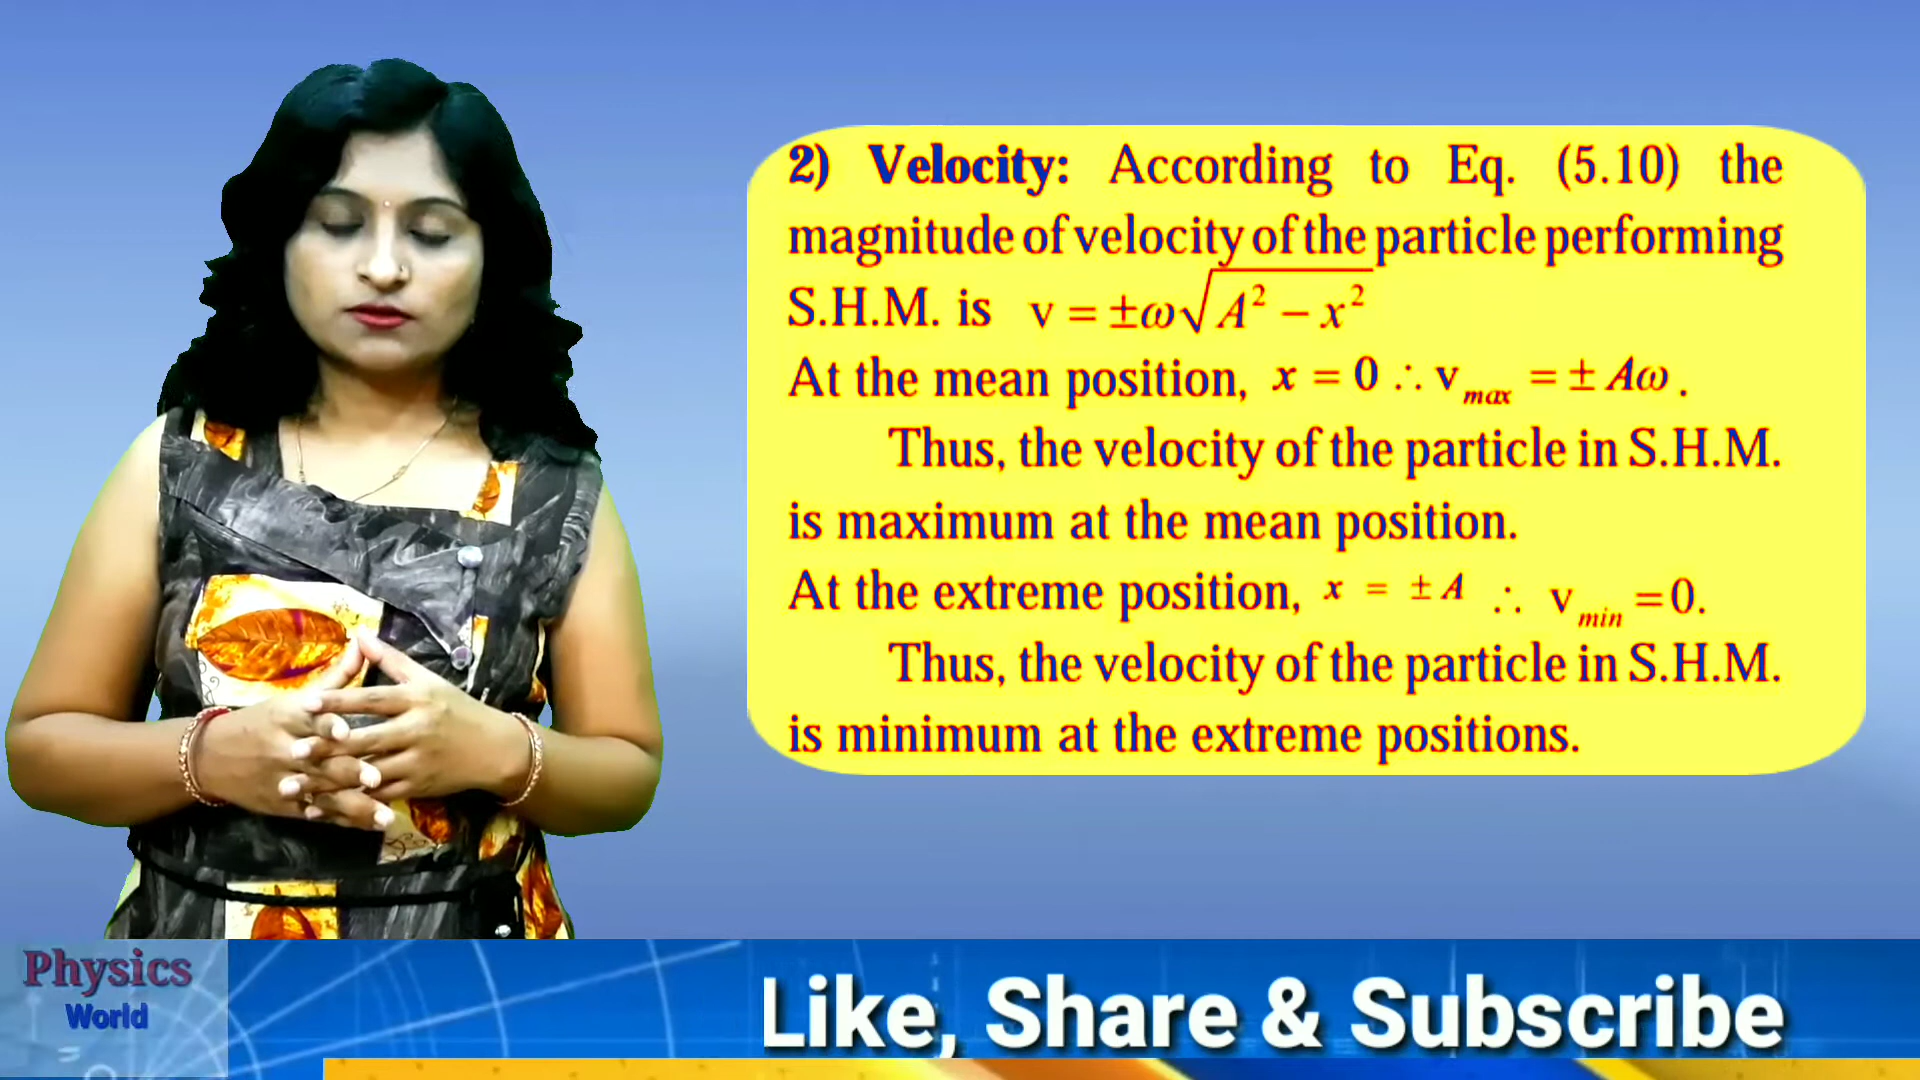 2) Velocity: According to Eq. (5.10) the
magnitude of velocity of the particle performing
S.H.M. is v = ±ω√(A² − x²)
At the mean position, x = 0 ∴ v_max = ± Aω .
Thus, the velocity of the particle in S.H.M.
is maximum at the mean position.
At the extreme position, x = ± A ∴ v_min = 0.
Thus, the velocity of the particle in S.H.M.
is minimum at the extreme positions.
Physics
World
Like, Share & Subscribe